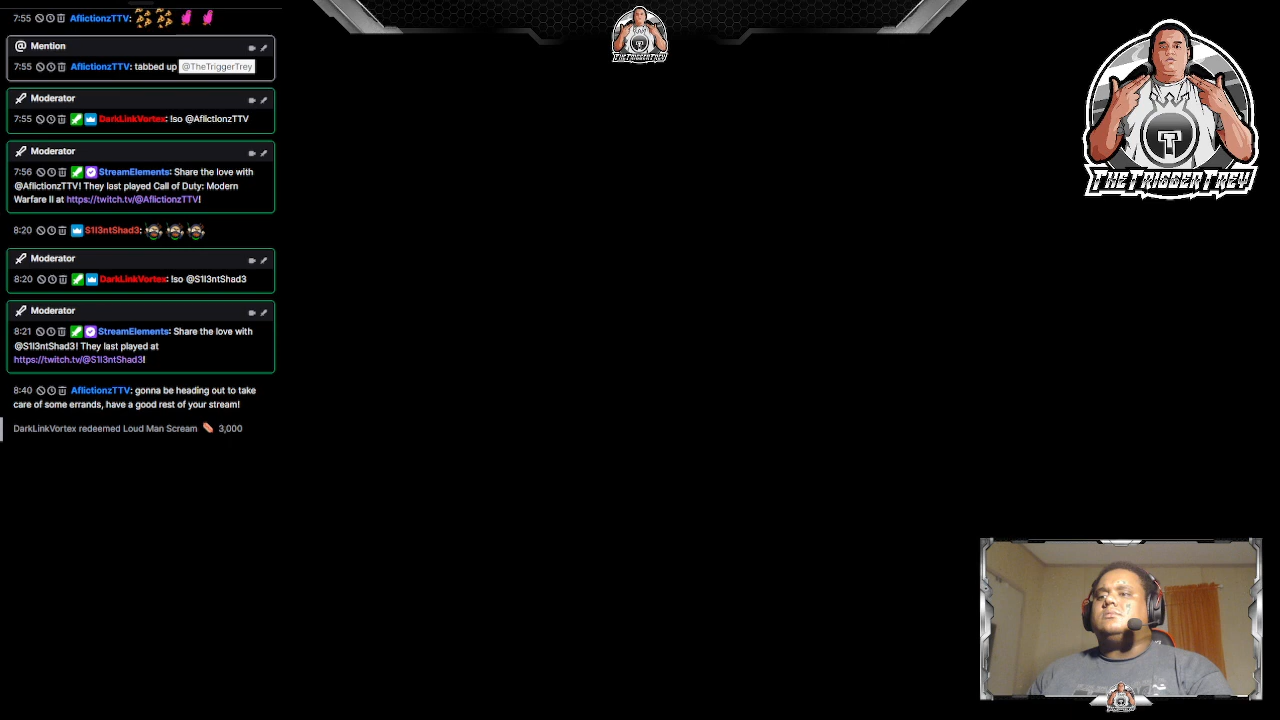 7:55 AflictionzTTV:
Mention
7:55 AflictionzTTV: tabbed up @TheTriggerTrey
Moderator
7:55 DarkLinkVortex: !so @AflictionzTTV
Moderator
7:56 StreamElements: Share the love with
@AflictionzTTV! They last played Call of Duty: Modern
Warfare II at https://twitch.tv/@AflictionzTTV!
8:20 S1l3ntShad3:
Moderator
8:20 DarkLinkVortex: !so @S1l3ntShad3
Moderator
8:21 StreamElements: Share the love with
@S1l3ntShad3! They last played at
https://twitch.tv/@S1l3ntShad3!
8:40 AflictionzTTV: gonna be heading out to take
care of some errands, have a good rest of your stream!
DarkLinkVortex redeemed Loud Man Scream 3,000
THETRIGGERTREY
T
THETRIGGERTREY